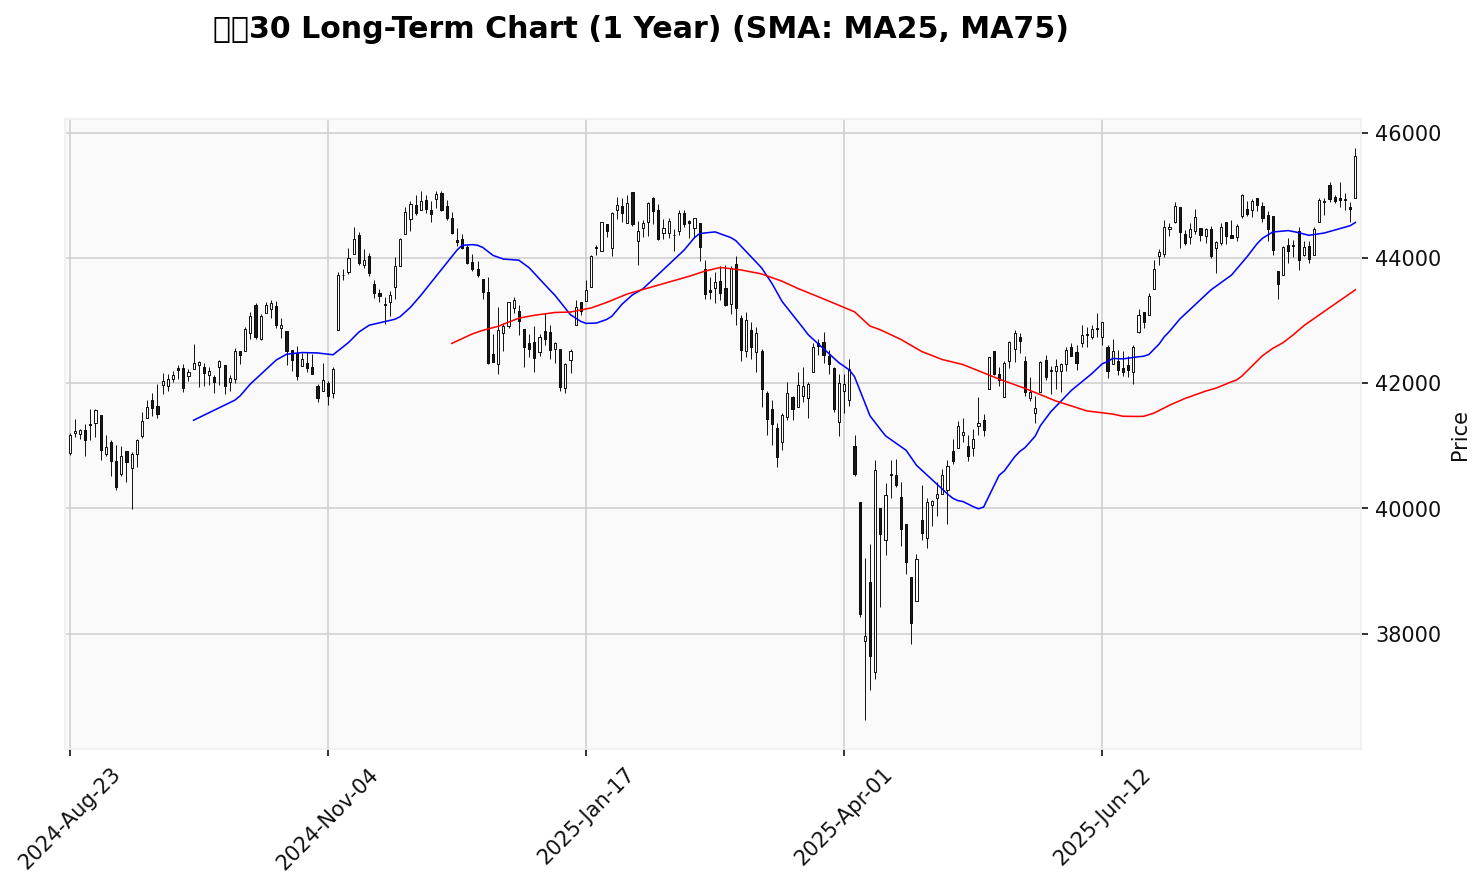 30 Long-Term Chart (1 Year) (SMA: MA25, MA75)
46000
44000
42000
40000
38000
Price
2024-Aug-23
2024-Nov-04
2025-Jan-17
2025-Apr-01
2025-Jun-12